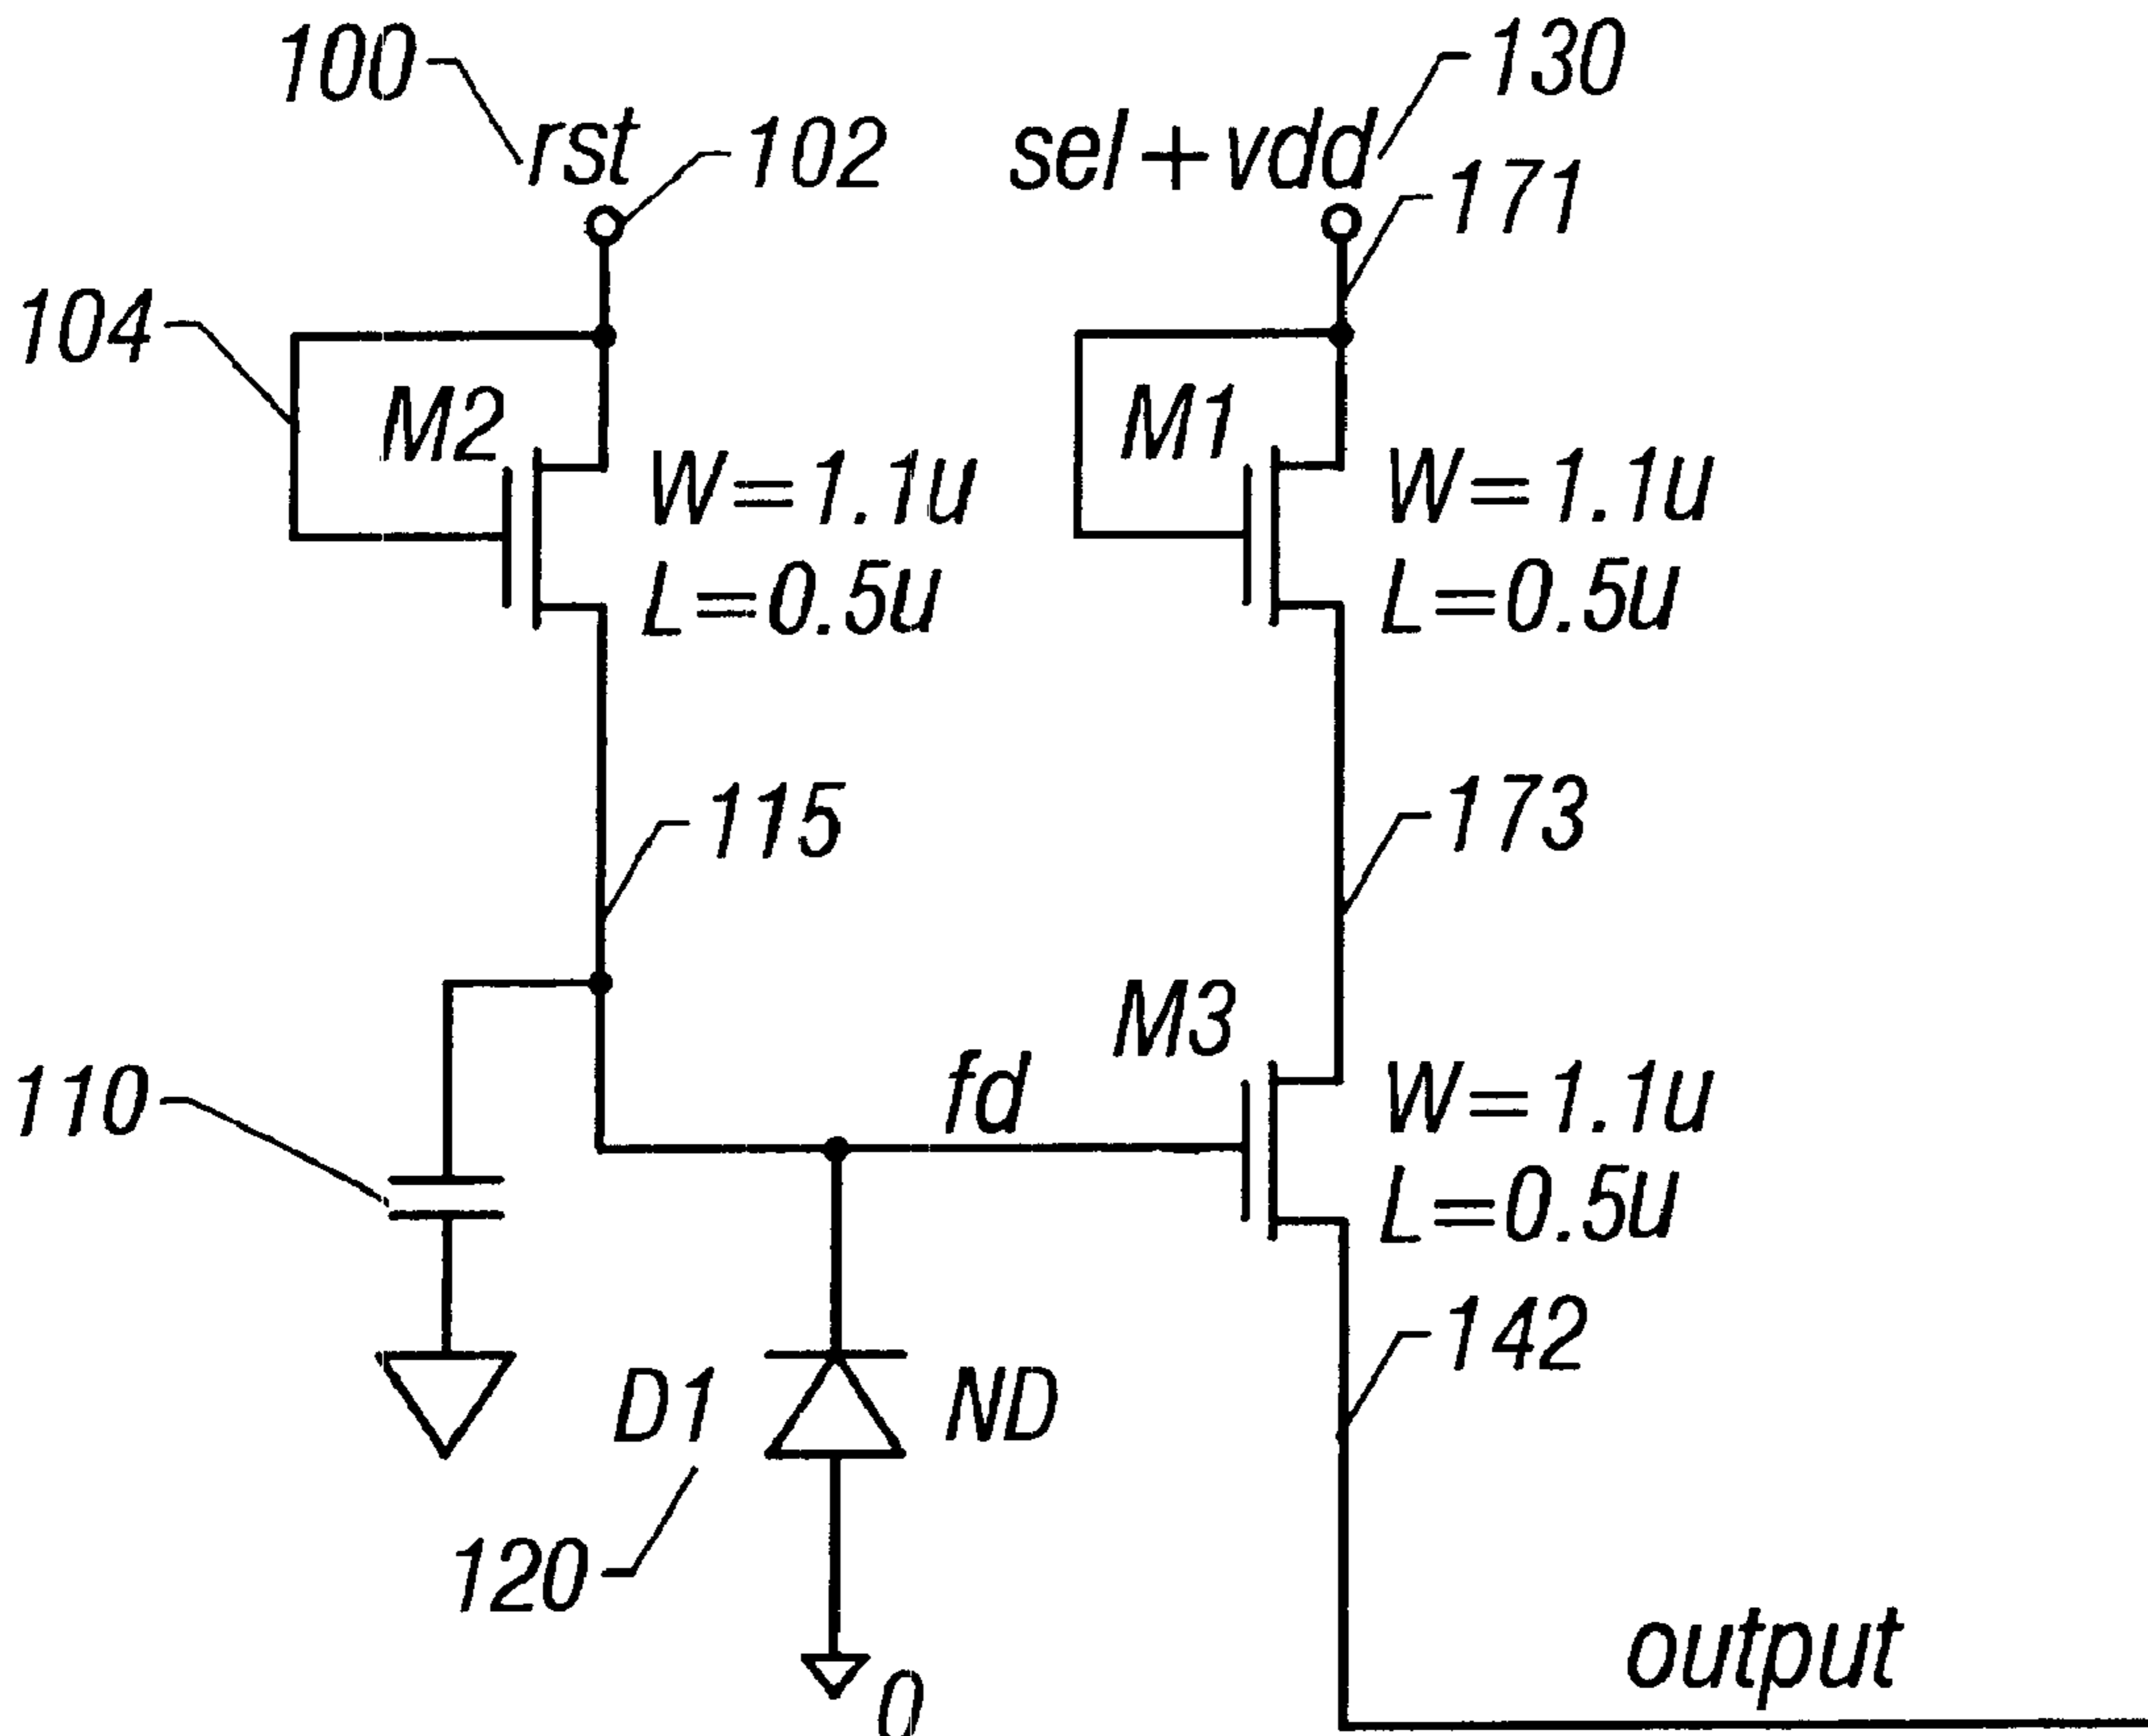 100
130
rst
102
sel+vdd
171
104
M2
M1
W=1.1u
L=0.5u
W=1.1u
L=0.5u
115
173
M3
fd
110
W=1.1u
L=0.5u
142
D1
ND
120
output
0